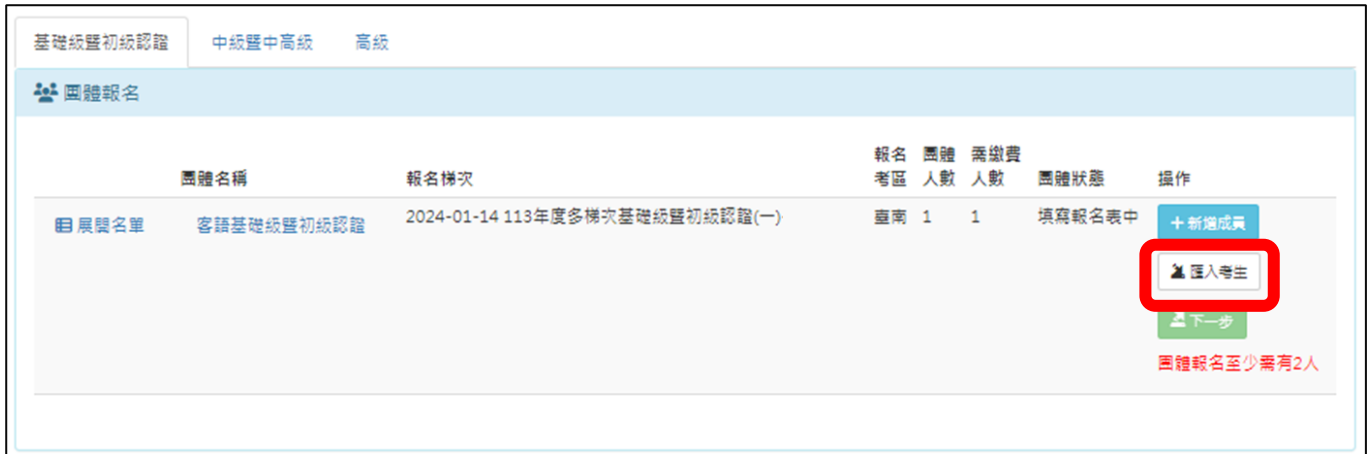 基礎級暨初級認證 中級暨中高級 高級
團體報名
團體名稱 報名梯次 報名考區 團體人數 需繳費人數 團體狀態 操作
展開名單 客語基礎級暨初級認證 2024-01-14 113年度多梯次基礎級暨初級認證(一) 臺南 1 1 填寫報名表中 +新增成員
匯入考生
下一步
團體報名至少需有2人